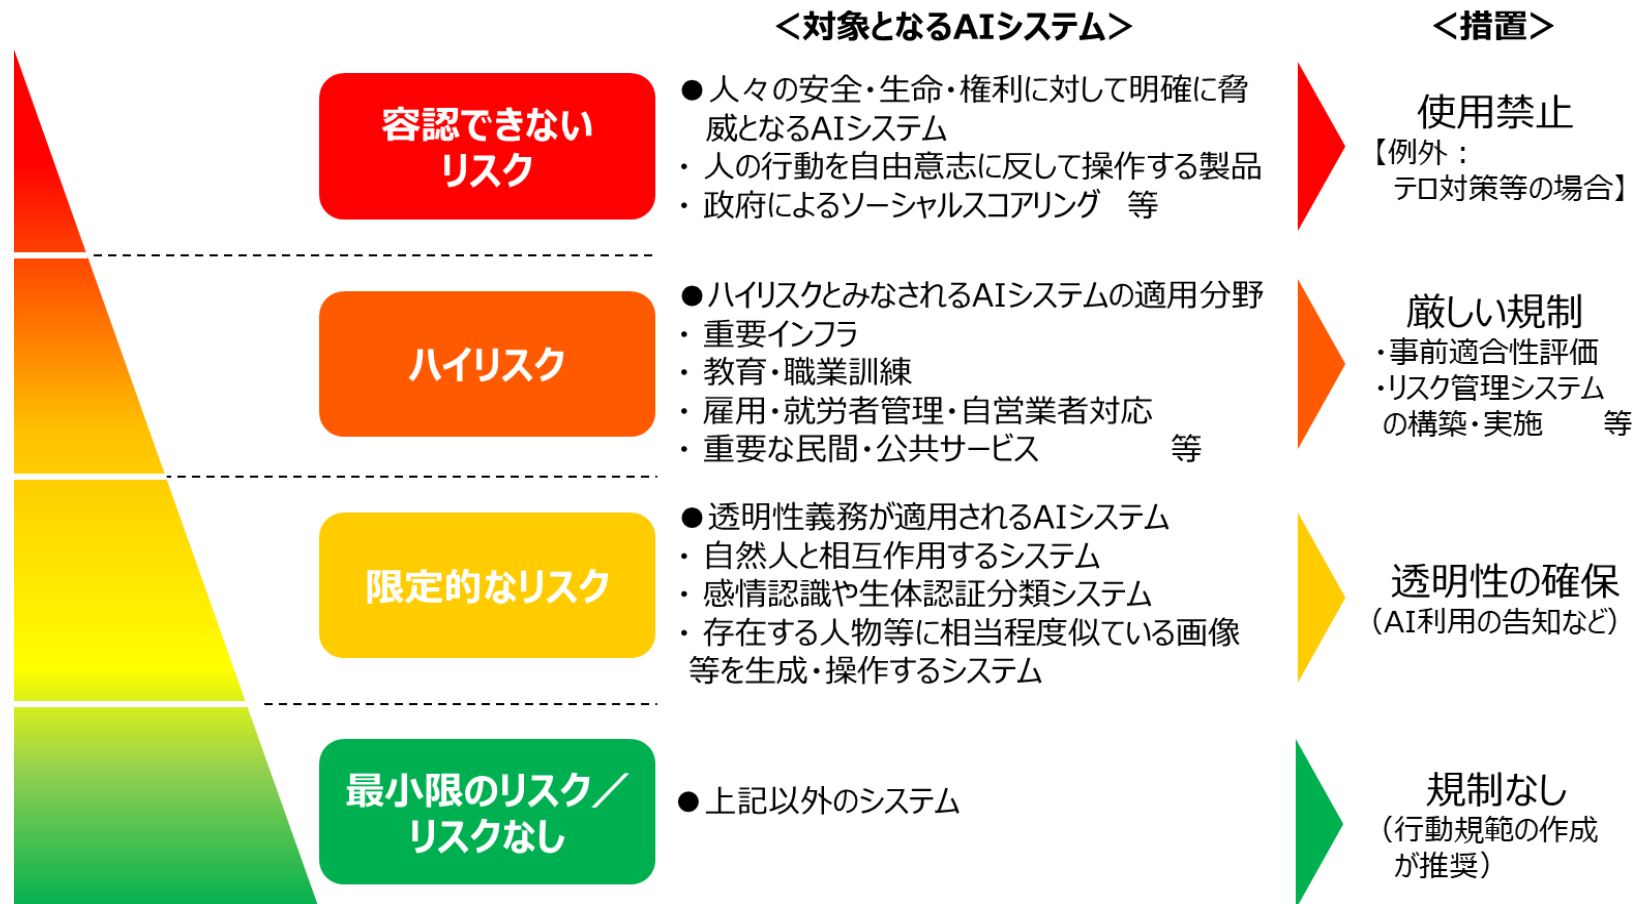 ＜対象となるAIシステム＞
＜措置＞
容認できない
リスク
●人々の安全・生命・権利に対して明確に脅
威となるAIシステム
・ 人の行動を自由意志に反して操作する製品
・ 政府によるソーシャルスコアリング　等
使用禁止
【例外：
テロ対策等の場合】
ハイリスク
●ハイリスクとみなされるAIシステムの適用分野
・ 重要インフラ
・ 教育・職業訓練
・ 雇用・就労者管理・自営業者対応
・ 重要な民間・公共サービス　　　　等
厳しい規制
・事前適合性評価
・リスク管理システム
の構築・実施　　等
限定的なリスク
●透明性義務が適用されるAIシステム
・ 自然人と相互作用するシステム
・ 感情認識や生体認証分類システム
・ 存在する人物等に相当程度似ている画像
等を生成・操作するシステム
透明性の確保
（AI利用の告知など）
最小限のリスク／
リスクなし
●上記以外のシステム
規制なし
（行動規範の作成
が推奨）